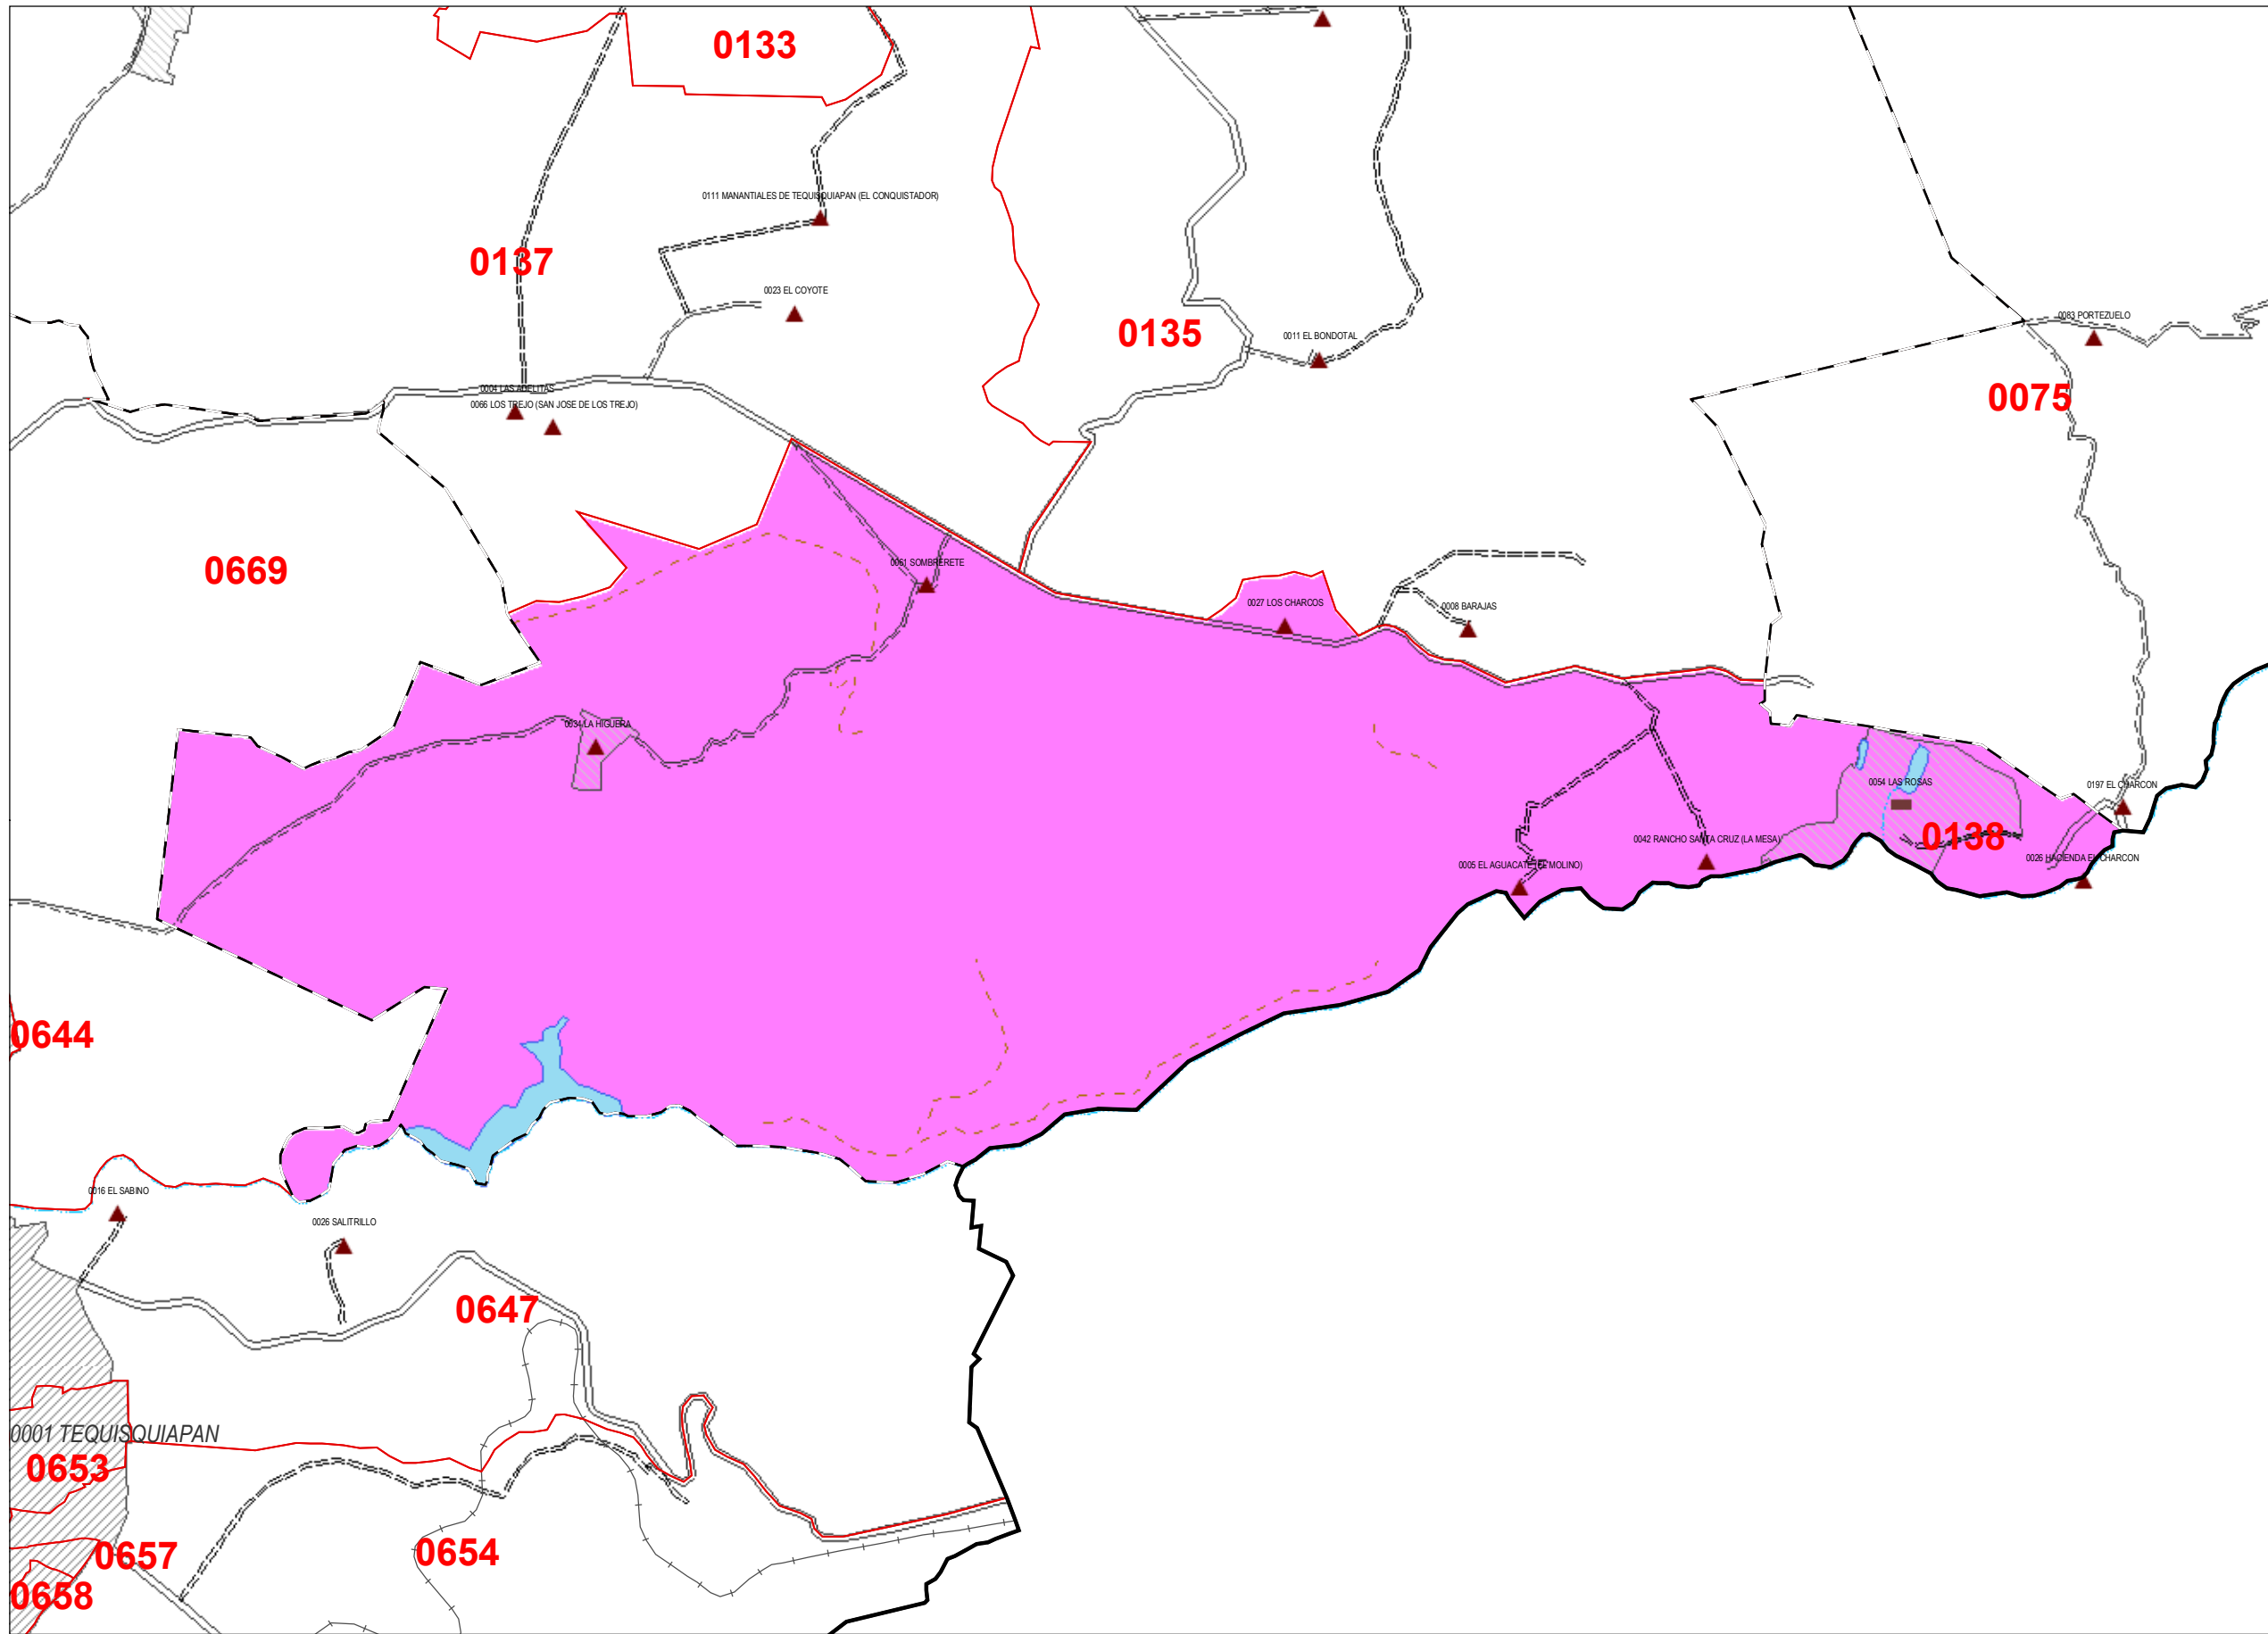 0133
0111 MANANTIALES DE TEQUISQUIAPAN (EL CONQUISTADOR)
0137
0023 EL COYOTE
0135
0011 EL BONDOTAL
0083 PORTEZUELO
0075
0004 LAS ADELITAS
0066 LOS TREJO (SAN JOSE DE LOS TREJO)
0669
0061 SOMBRERETE
0027 LOS CHARCOS
0008 BARAJAS
0034 LA HIGUERA
0054 LAS ROSAS
0197 EL CHARCON
0138
0042 RANCHO SANTA CRUZ (LA MESA)
0026 HACIENDA EL CHARCON
0005 EL AGUACATE (EL MOLINO)
0644
0016 EL SABINO
0026 SALITRILLO
0647
0001 TEQUISQUIAPAN
0653
0657
0654
0658